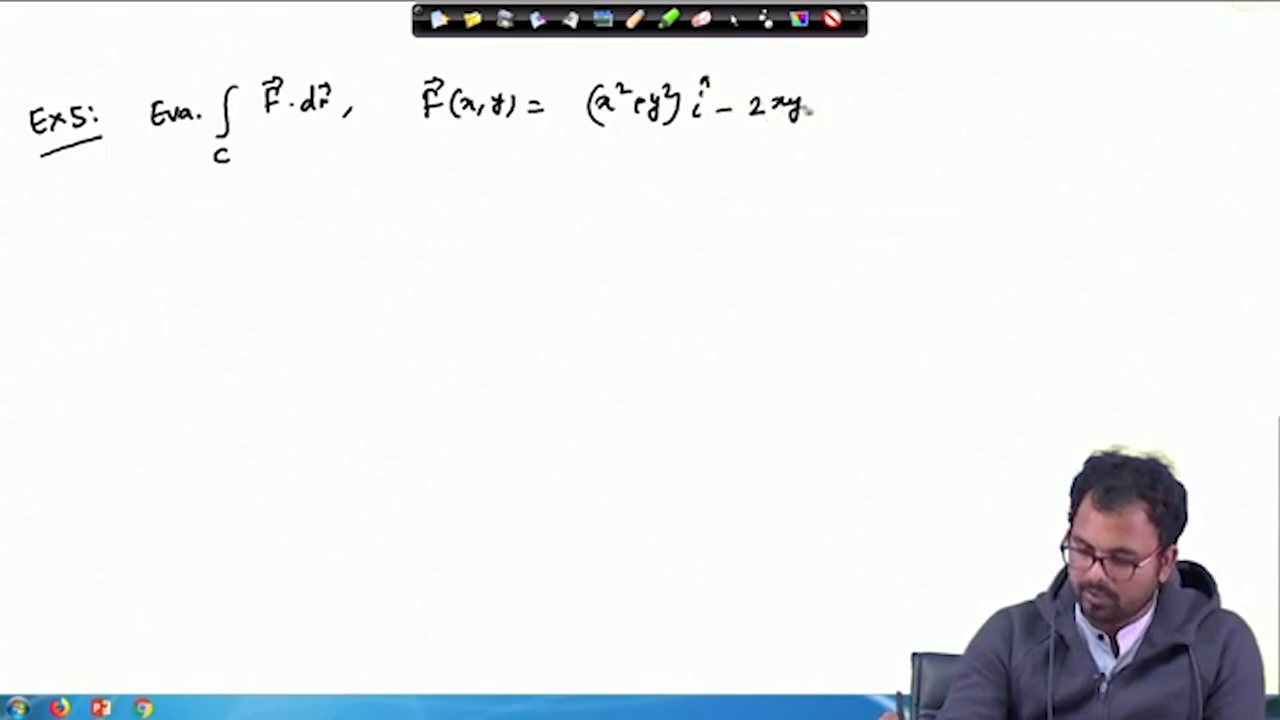 Ex5: Eva. ∫_C F⃗ · dr⃗ , F⃗(x, y) = (x² + y²) î − 2xy